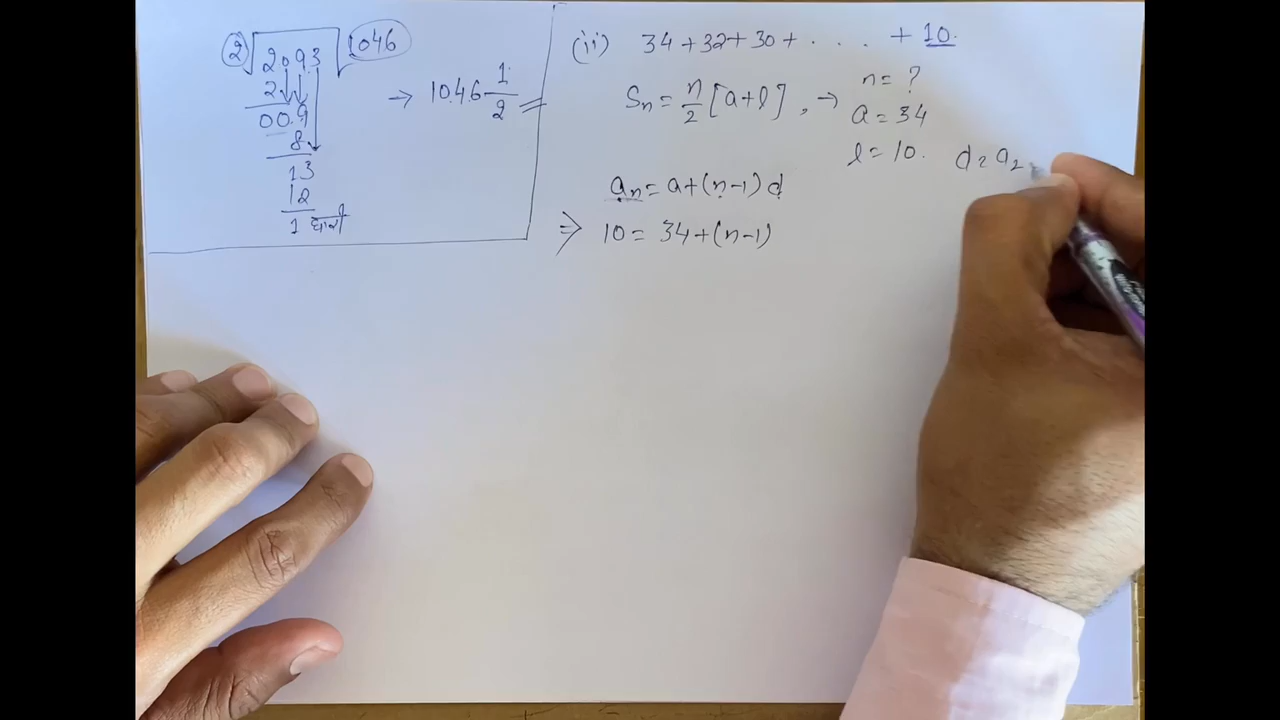 2 2093 1046
2
009
8
13
12
1
→ 1046 1/2
(ii) 34 + 32 + 30 + . . . . + 10.
Sn = n/2 [a + l] , → n = ?
a = 34
l = 10. d = a2
an = a + (n-1) d
⇒ 10 = 34 + (n-1)